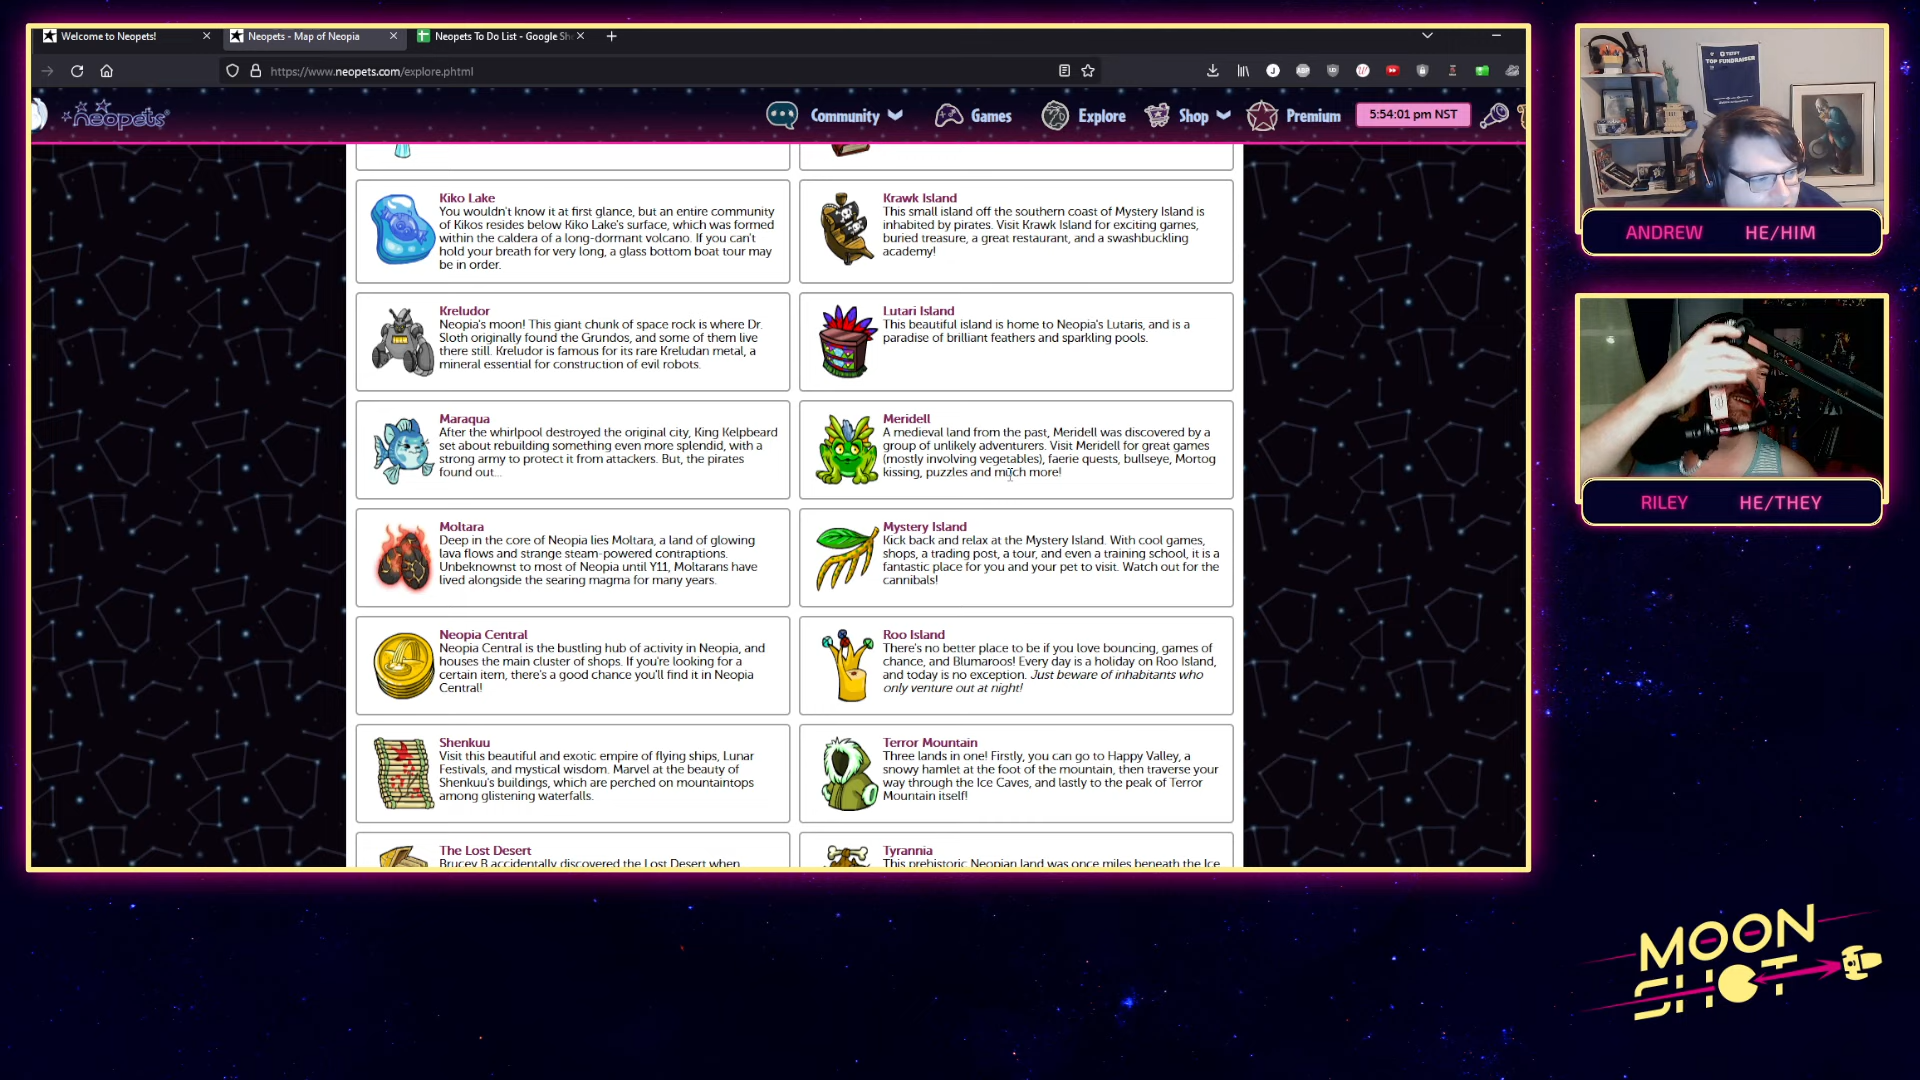 Welcome to Neopets!
Neopets - Map of Neopia
Neopets To Do List - Google Sh
https://www.neopets.com/explore.phtml
neopets
Community
Games
Explore
Shop
Premium
5:54:01 pm NST
Kiko Lake
You wouldn't know it at first glance, but an entire community
of Kikos resides below Kiko Lake's surface, which was formed
within the caldera of a long-dormant volcano. If you can't
hold your breath for very long, a glass bottom boat tour may
be in order.
Krawk Island
This small island off the southern coast of Mystery Island is
inhabited by pirates. Visit Krawk Island for exciting games,
buried treasure, a great restaurant, and a swashbuckling
academy!
Kreludor
Neopia's moon! This giant chunk of space rock is where Dr.
Sloth originally found the Grundos, and some of them live
there still. Kreludor is famous for its rare Kreludan metal, a
mineral essential for construction of evil robots.
Lutari Island
This beautiful island is home to Neopia's Lutaris, and is a
paradise of brilliant feathers and sparkling pools.
Maraqua
After the whirlpool destroyed the original city, King Kelpbeard
set about rebuilding something even more splendid, with a
strong army to protect it from attackers. But, the pirates
found out...
Meridell
A medieval land from the past, Meridell was discovered by a
group of unlikely adventurers. Visit Meridell for great games
(mostly involving vegetables), faerie quests, bullseye, Mortog
kissing, puzzles and much more!
Moltara
Deep in the core of Neopia lies Moltara, a land of glowing
lava flows and strange steam-powered contraptions.
Unbeknownst to most of Neopia until Y11, Moltarans have
lived alongside the searing magma for many years.
Mystery Island
Kick back and relax at the Mystery Island. With cool games,
shops, a trading post, a tour, and even a training school, it is a
fantastic place for you and your pet to visit. Watch out for the
cannibals!
Neopia Central
Neopia Central is the bustling hub of activity in Neopia, and
houses the main cluster of shops. If you're looking for a
certain item, there's a good chance you'll find it in Neopia
Central!
Roo Island
There's no better place to be if you love bouncing, games of
chance, and Blumaroos! Every day is a holiday on Roo Island,
and today is no exception. Just beware of inhabitants who
only venture out at night!
Shenkuu
Visit this beautiful and exotic empire of flying ships, Lunar
Festivals, and mystical wisdom. Marvel at the beauty of
Shenkuu's buildings, which are perched on mountaintops
among glistening waterfalls.
Terror Mountain
Three lands in one! Firstly, you can go to Happy Valley, a
snowy hamlet at the foot of the mountain, then traverse your
way through the Ice Caves, and lastly to the peak of Terror
Mountain itself!
The Lost Desert
Brucey B accidentally discovered the Lost Desert when
Tyrannia
This prehistoric Neopian land was once miles beneath the Ice
TOP FUNDRAISER
ANDREW HE/HIM
RILEY HE/THEY
MOON
SHOT